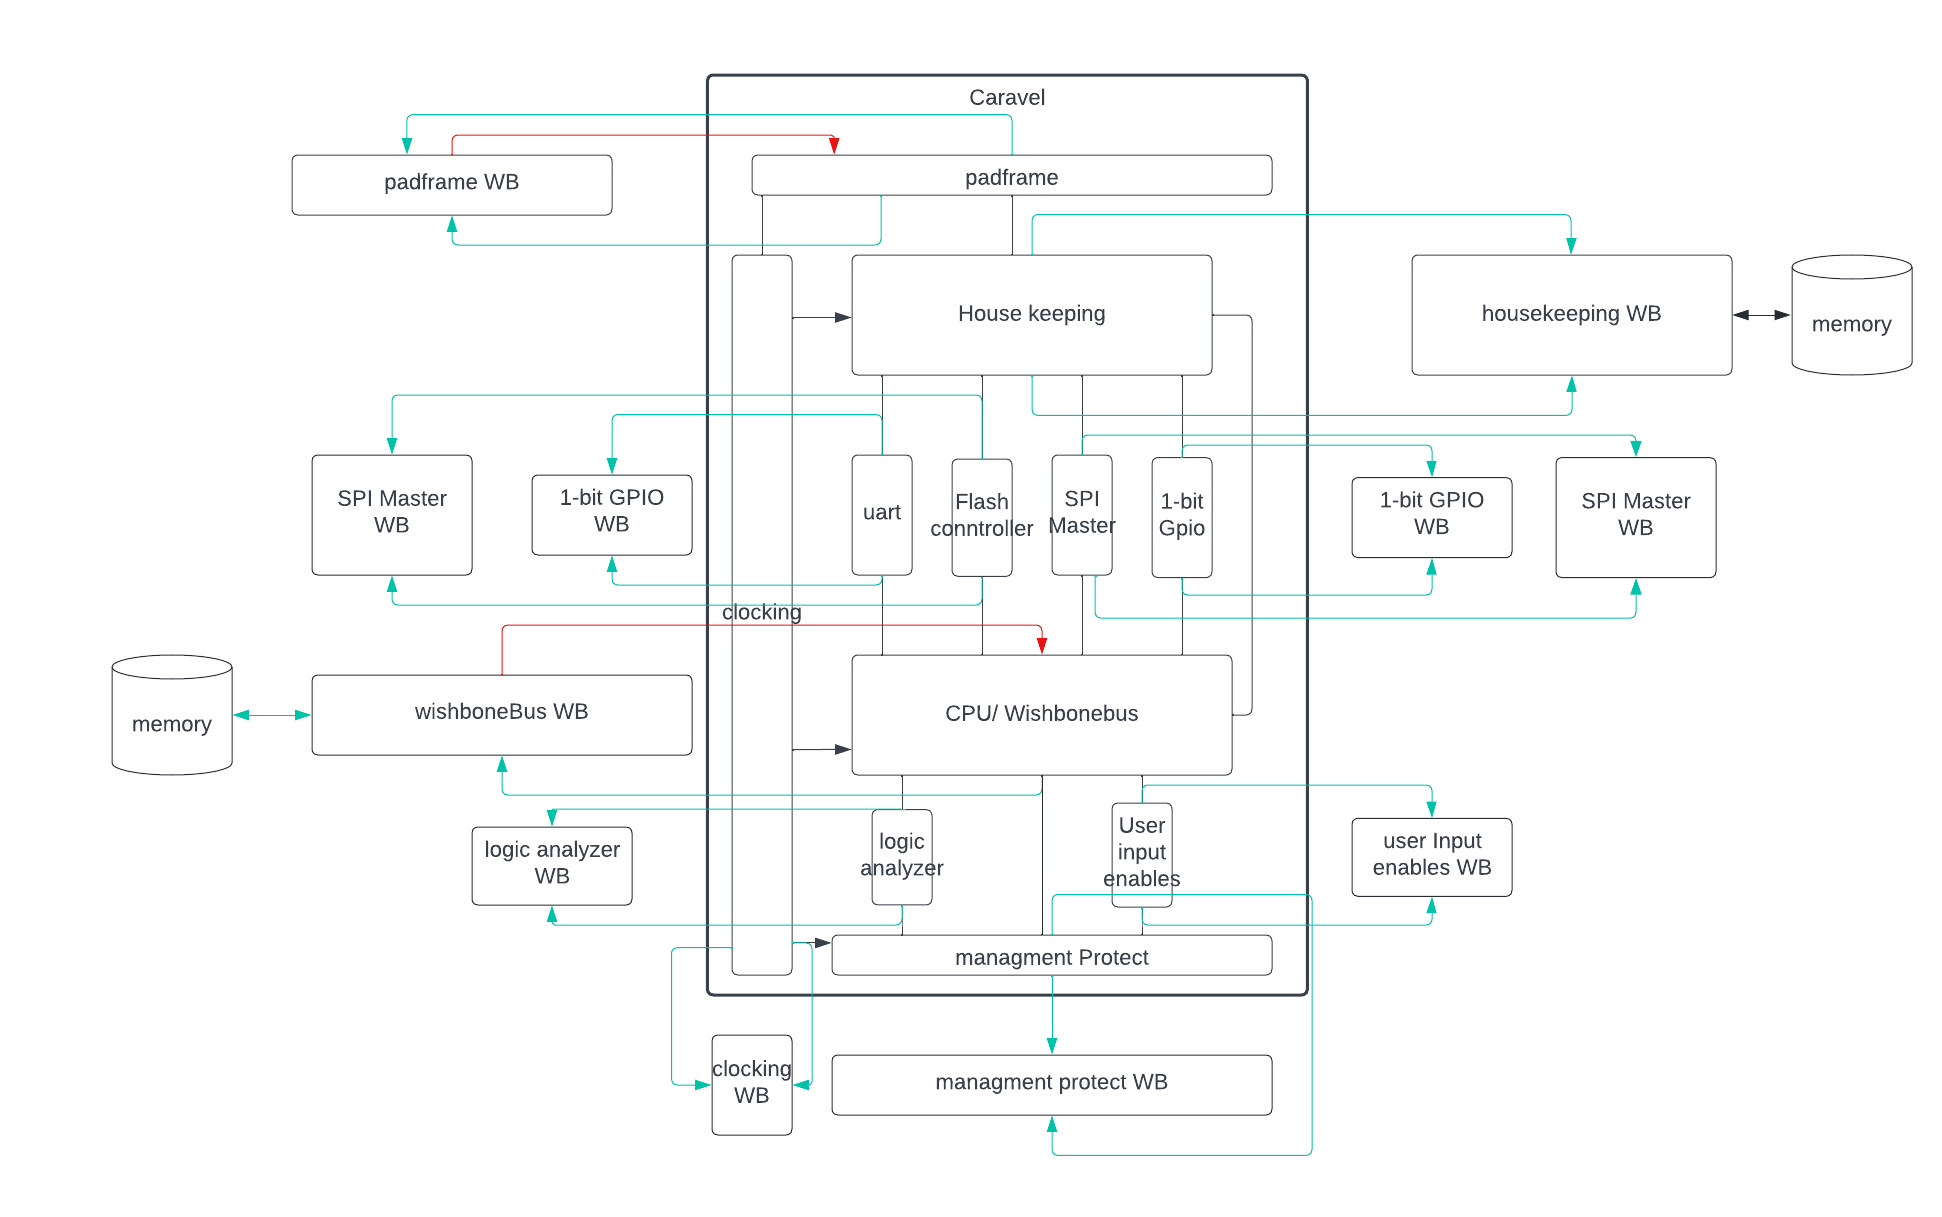 Caravel
padframe WB
padframe
House keeping
housekeeping WB
memory
SPI Master
WB
1-bit GPIO
WB
uart
Flash
conntroller
SPI
Master
1-bit
Gpio
1-bit GPIO
WB
SPI Master
WB
clocking
memory
wishboneBus WB
CPU/ Wishbonebus
logic analyzer
WB
logic
analyzer
User
input
enables
user Input
enables WB
managment Protect
clocking
WB
managment protect WB